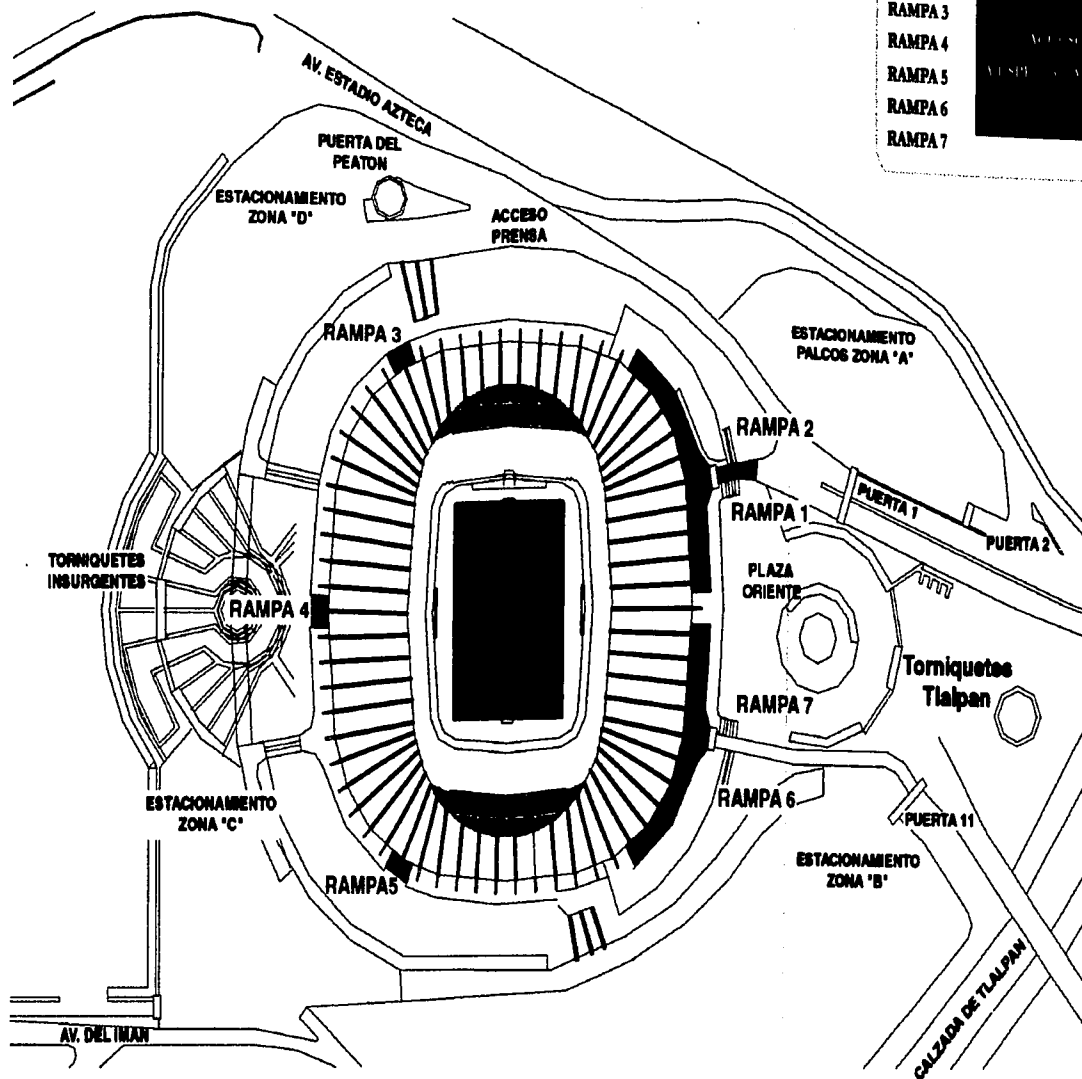 RAMPA 3
RAMPA 4
RAMPA 5
RAMPA 6
RAMPA 7
AV. ESTADIO AZTECA
PUERTA DEL
PEATON
ESTACIONAMIENTO
ZONA "D"
ACCESO
PRENSA
RAMPA 3
ESTACIONAMIENTO
PALCOS ZONA "A"
RAMPA 2
RAMPA 1
PUERTA 1
PUERTA 2
TORNIQUETES
INSURGENTES
RAMPA 4
PLAZA
ORIENTE
Torniquetes
Tlalpan
RAMPA 7
RAMPA 6
ESTACIONAMIENTO
ZONA "C"
PUERTA 11
RAMPA5
ESTACIONAMIENTO
ZONA "B"
CALZADA DE TLALPAN
AV. DEL IMAN